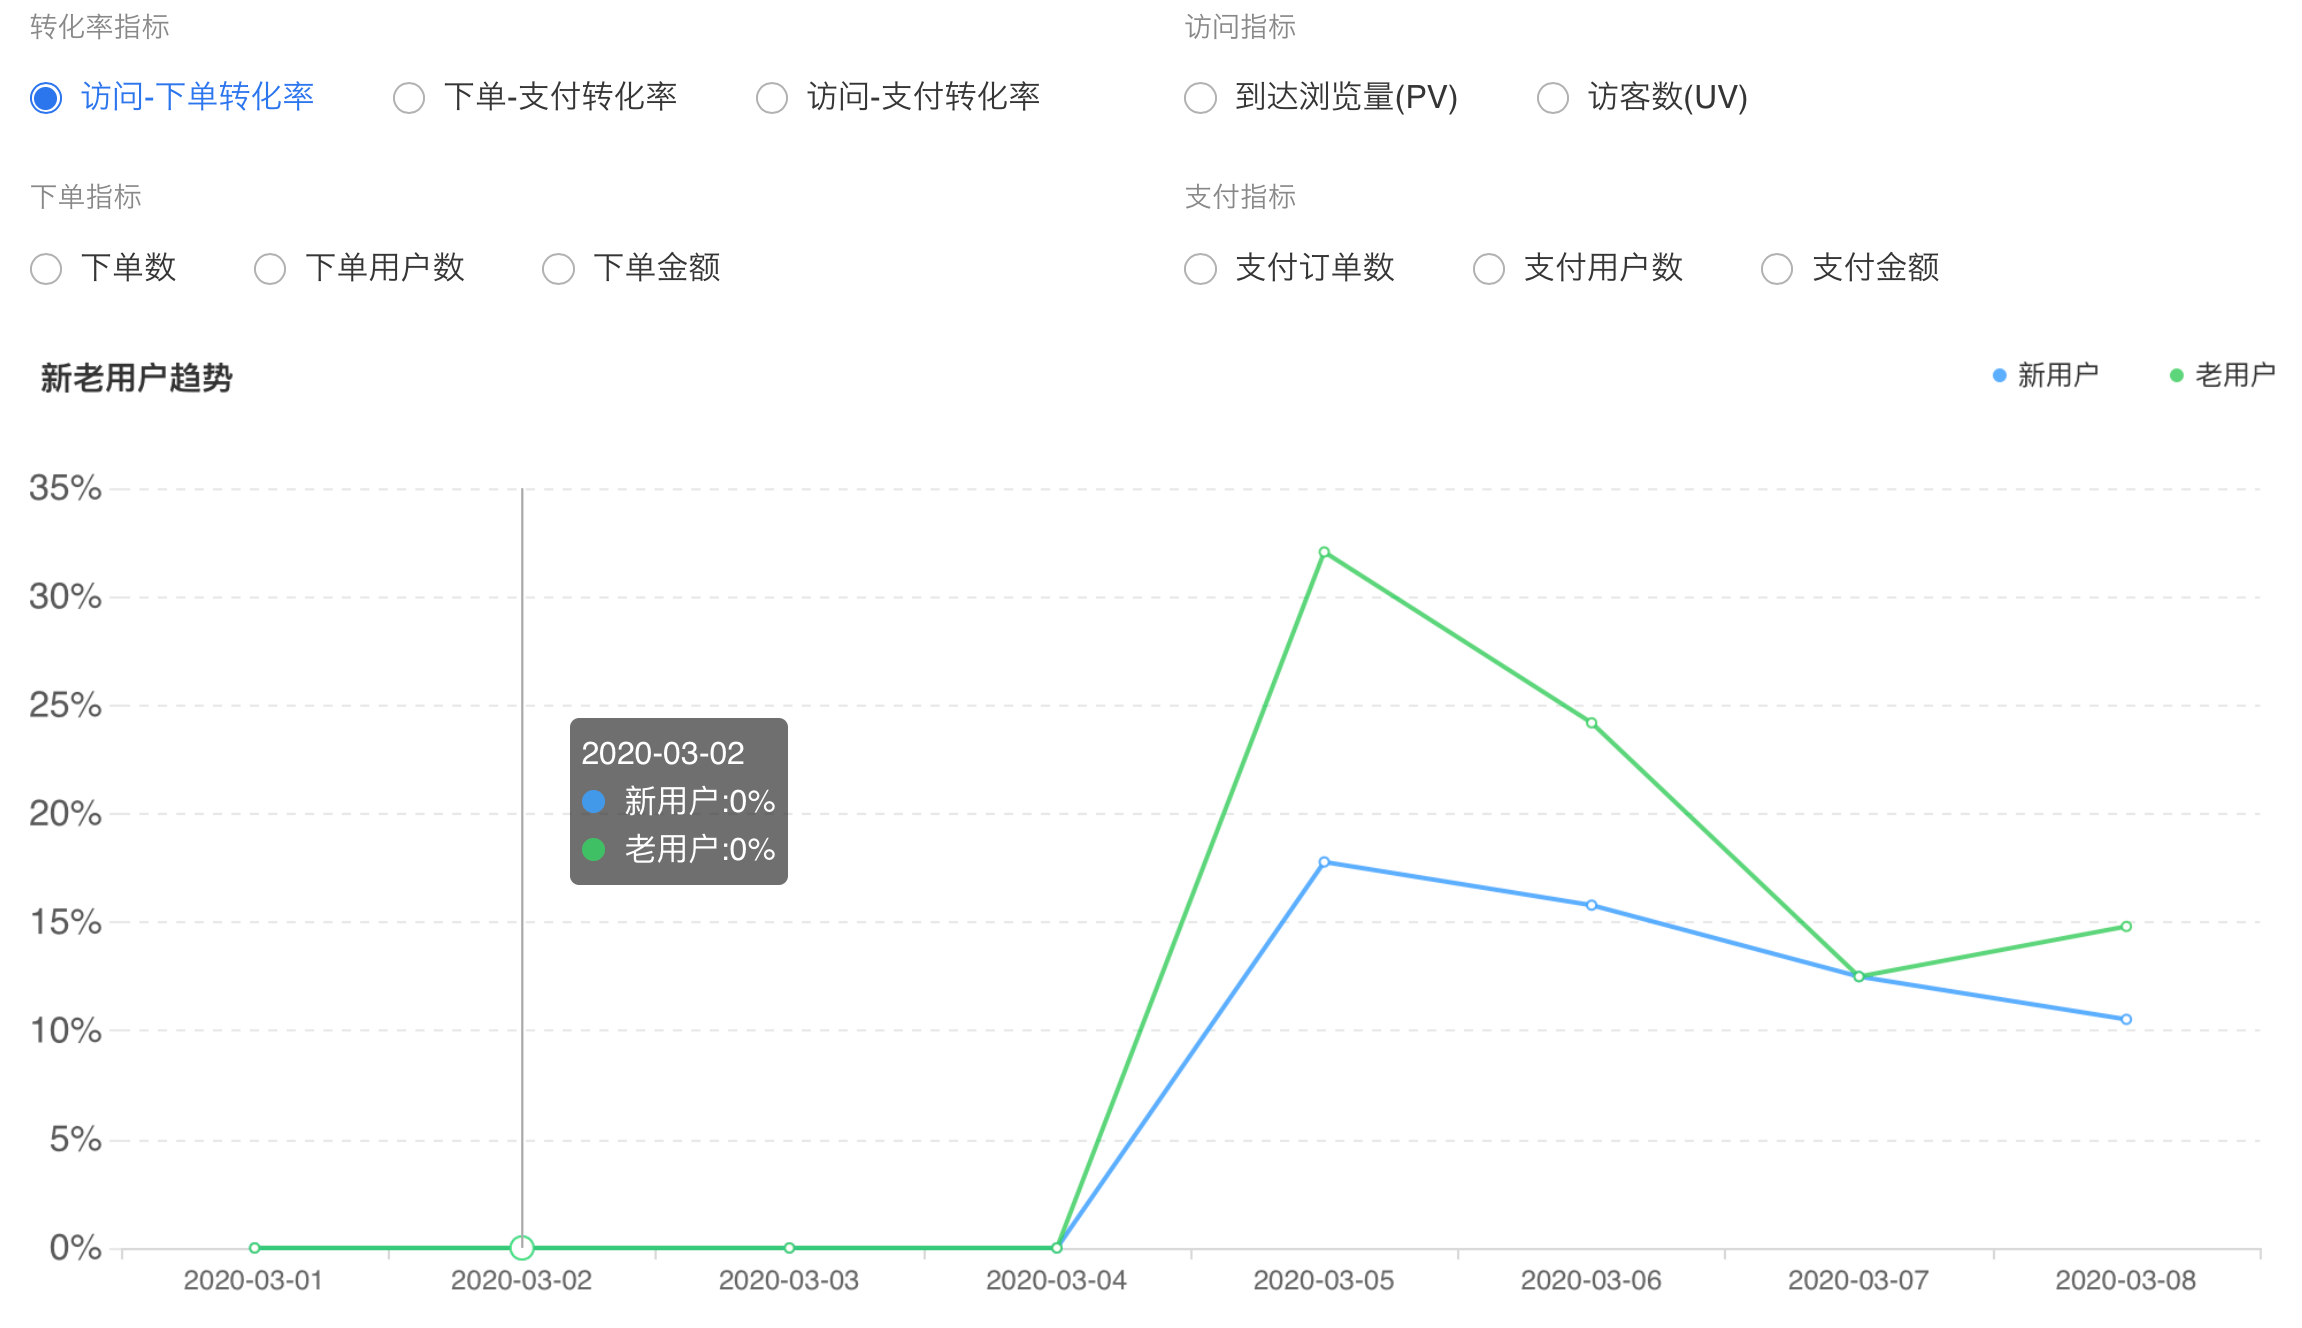 转化率指标
访问-下单转化率 下单-支付转化率 访问-支付转化率
访问指标
到达浏览量(PV) 访客数(UV)
下单指标
下单数 下单用户数 下单金额
支付指标
支付订单数 支付用户数 支付金额
新老用户趋势
新用户 老用户
35%
30%
25%
20%
15%
10%
5%
0%
2020-03-02
新用户:0%
老用户:0%
2020-03-01 2020-03-02 2020-03-03 2020-03-04 2020-03-05 2020-03-06 2020-03-07 2020-03-08